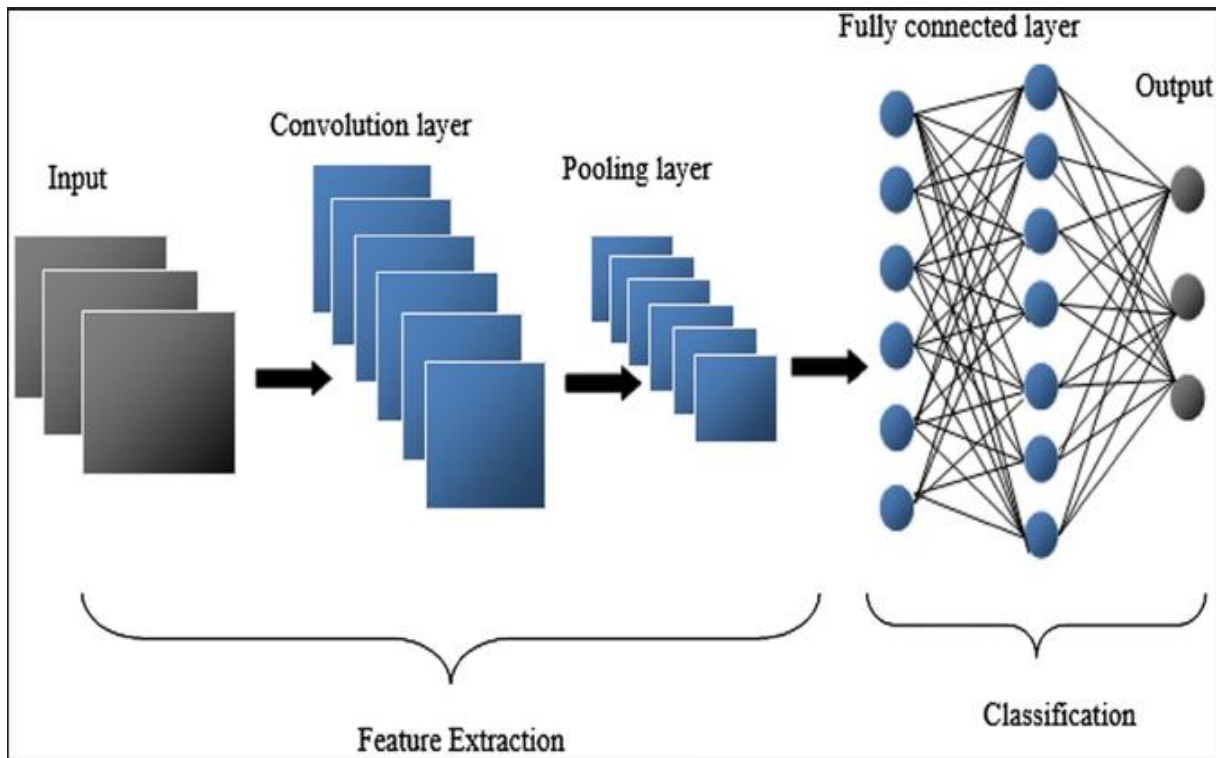 Fully connected layer
Output
Convolution layer
Pooling layer
Input
Classification
Feature Extraction